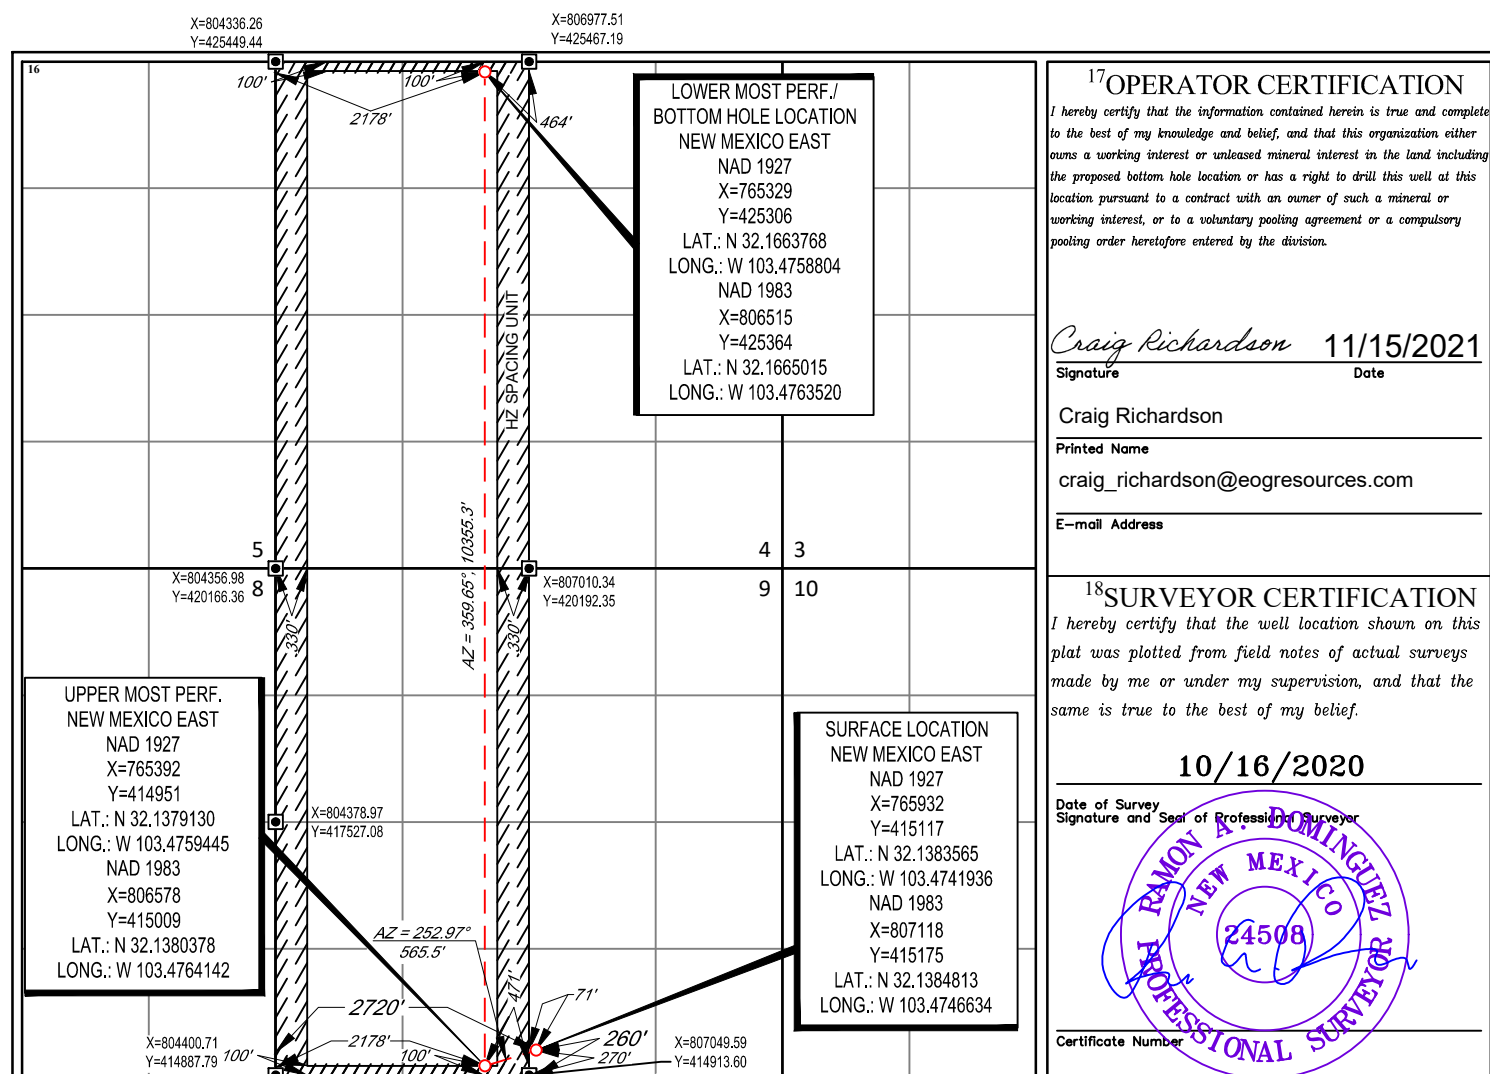 X=804336.26
Y=425449.44
X=806977.51
Y=425467.19
16
100'
100'
2178'
464'
LOWER MOST PERF./
BOTTOM HOLE LOCATION
NEW MEXICO EAST
NAD 1927
X=765329
Y=425306
LAT.: N 32.1663768
LONG.: W 103.4758804
NAD 1983
X=806515
Y=425364
LAT.: N 32.1665015
LONG.: W 103.4763520
HZ SPACING UNIT
AZ = 359.65°, 10355.3'
5
4
3
8
9
10
X=804356.98
Y=420166.36
X=807010.34
Y=420192.35
330'
330'
UPPER MOST PERF.
NEW MEXICO EAST
NAD 1927
X=765392
Y=414951
LAT.: N 32.1379130
LONG.: W 103.4759445
NAD 1983
X=806578
Y=415009
LAT.: N 32.1380378
LONG.: W 103.4764142
X=804378.97
Y=417527.08
AZ = 252.97°
565.5'
SURFACE LOCATION
NEW MEXICO EAST
NAD 1927
X=765932
Y=415117
LAT.: N 32.1383565
LONG.: W 103.4741936
NAD 1983
X=807118
Y=415175
LAT.: N 32.1384813
LONG.: W 103.4746634
471'
71'
2720'
260'
2178'
270'
100'
100'
X=804400.71
Y=414887.79
X=807049.59
Y=414913.60
17OPERATOR CERTIFICATION
I hereby certify that the information contained herein is true and complete
to the best of my knowledge and belief, and that this organization either
owns a working interest or unleased mineral interest in the land including
the proposed bottom hole location or has a right to drill this well at this
location pursuant to a contract with an owner of such a mineral or
working interest, or to a voluntary pooling agreement or a compulsory
pooling order heretofore entered by the division.
Craig Richardson 11/15/2021
Signature Date
Craig Richardson
Printed Name
craig_richardson@eogresources.com
E-mail Address
18SURVEYOR CERTIFICATION
I hereby certify that the well location shown on this
plat was plotted from field notes of actual surveys
made by me or under my supervision, and that the
same is true to the best of my belief.
10/16/2020
Date of Survey
Signature and Seal of Professional Surveyor
RAMON A. DOMINGUEZ
NEW MEXICO
24508
PROFESSIONAL SURVEYOR
Certificate Number